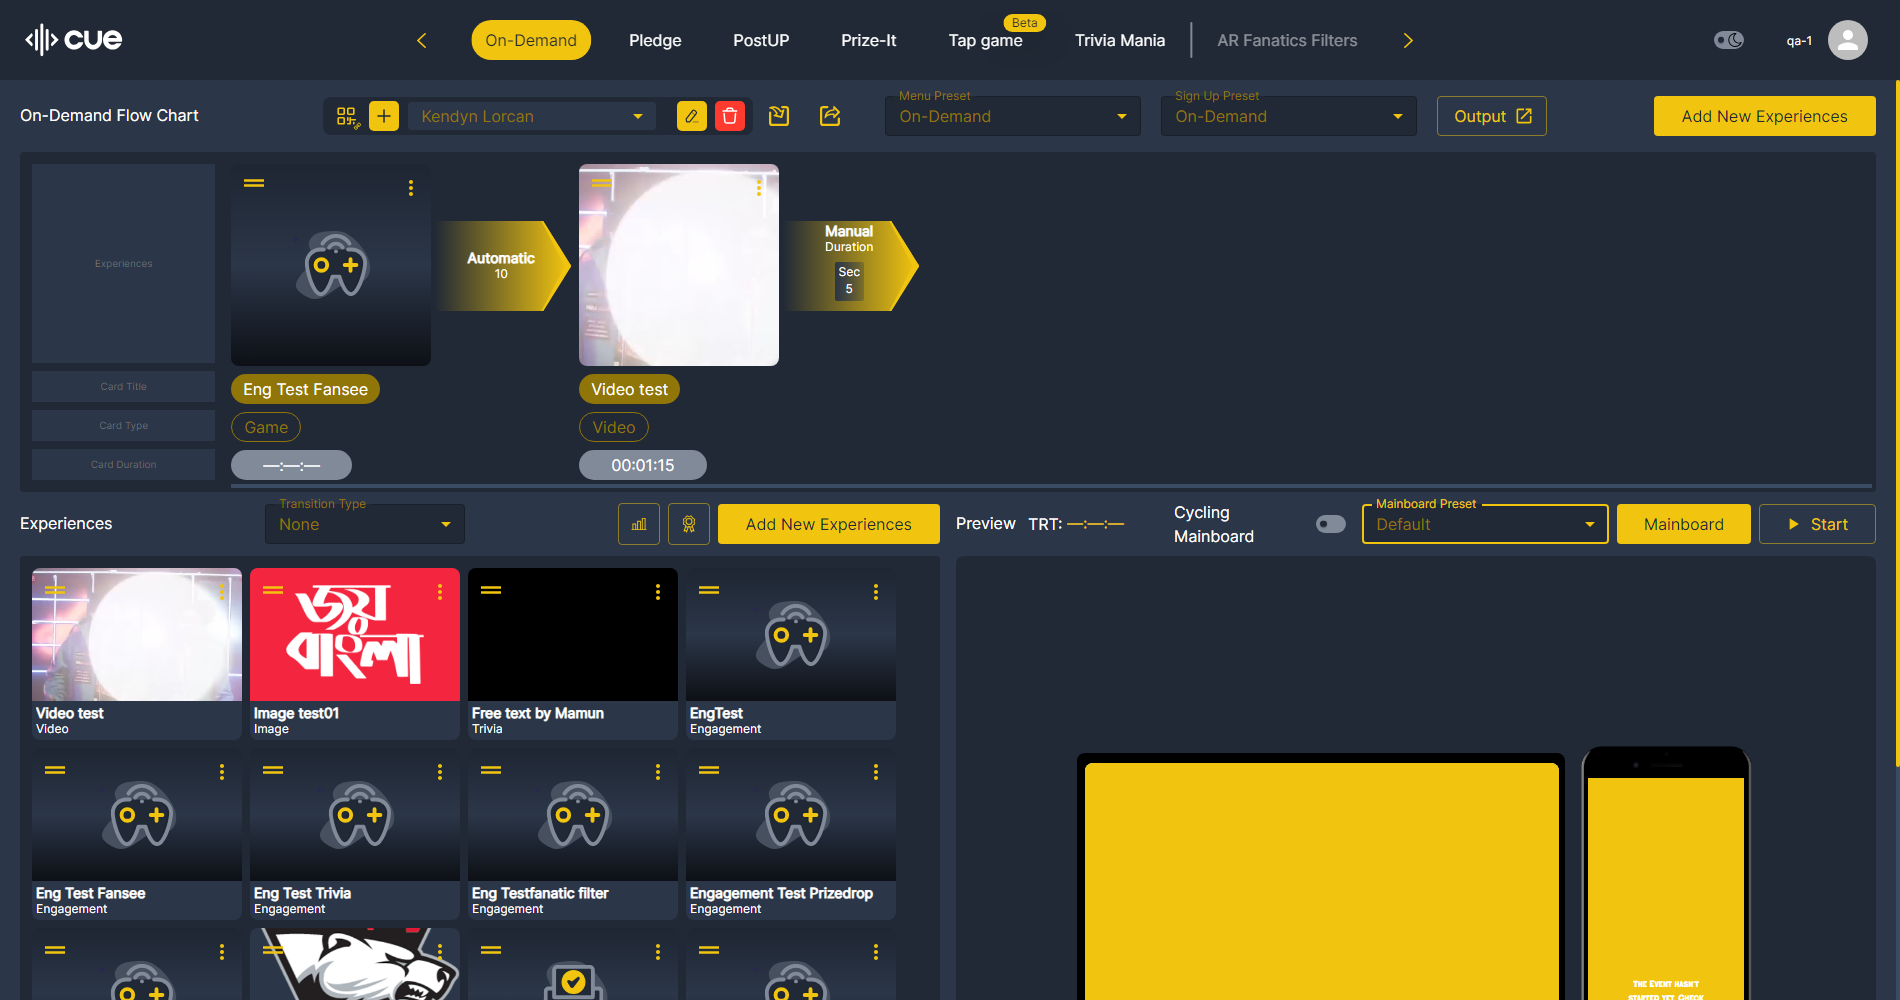 cue
On-Demand
Pledge
PostUP
Prize-It
Beta
Tap game
Trivia Mania
AR Fanatics Filters
qa-1
On-Demand Flow Chart
Kendyn Lorcan
Menu Preset
On-Demand
Sign Up Preset
On-Demand
Output
Add New Experiences
Experiences
Automatic
10
Manual
Duration
Sec
5
Card Title
Eng Test Fansee
Video test
Card Type
Game
Video
Card Duration
—:—:—
00:01:15
Experiences
Transition Type
None
Add New Experiences
Preview
TRT: —:—:—
Cycling
Mainboard
Mainboard Preset
Default
Mainboard
Start
জয়
বাংলা
Video test
Video
Image test01
Image
Free text by Mamun
Trivia
EngTest
Engagement
Eng Test Fansee
Engagement
Eng Test Trivia
Engagement
Eng Testfanatic filter
Engagement
Engagement Test Prizedrop
Engagement
The Event hasn't
started yet. Check